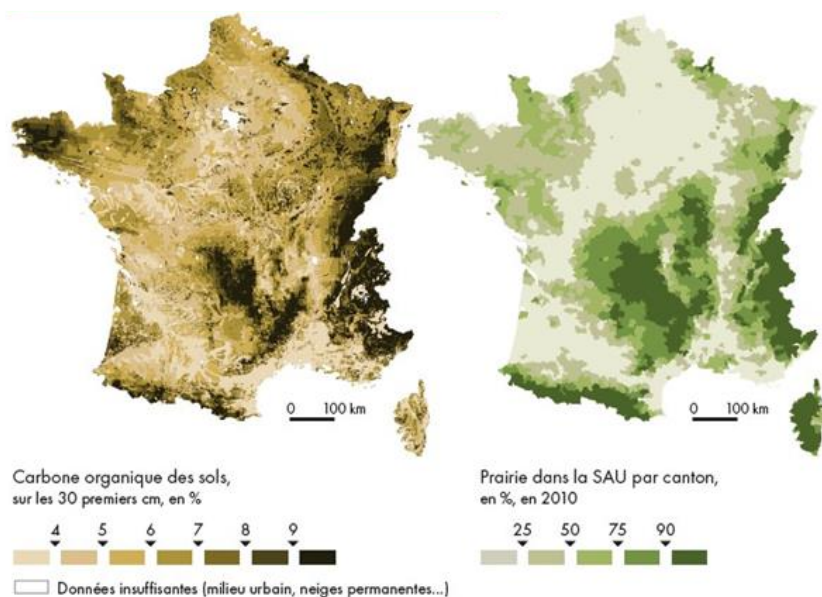 0 100 km
0 100 km
Carbone organique des sols,
sur les 30 premiers cm, en %
4 5 6 7 8 9
Données insuffisantes (milieu urbain, neiges permanentes...)
Prairie dans la SAU par canton,
en %, en 2010
25 50 75 90